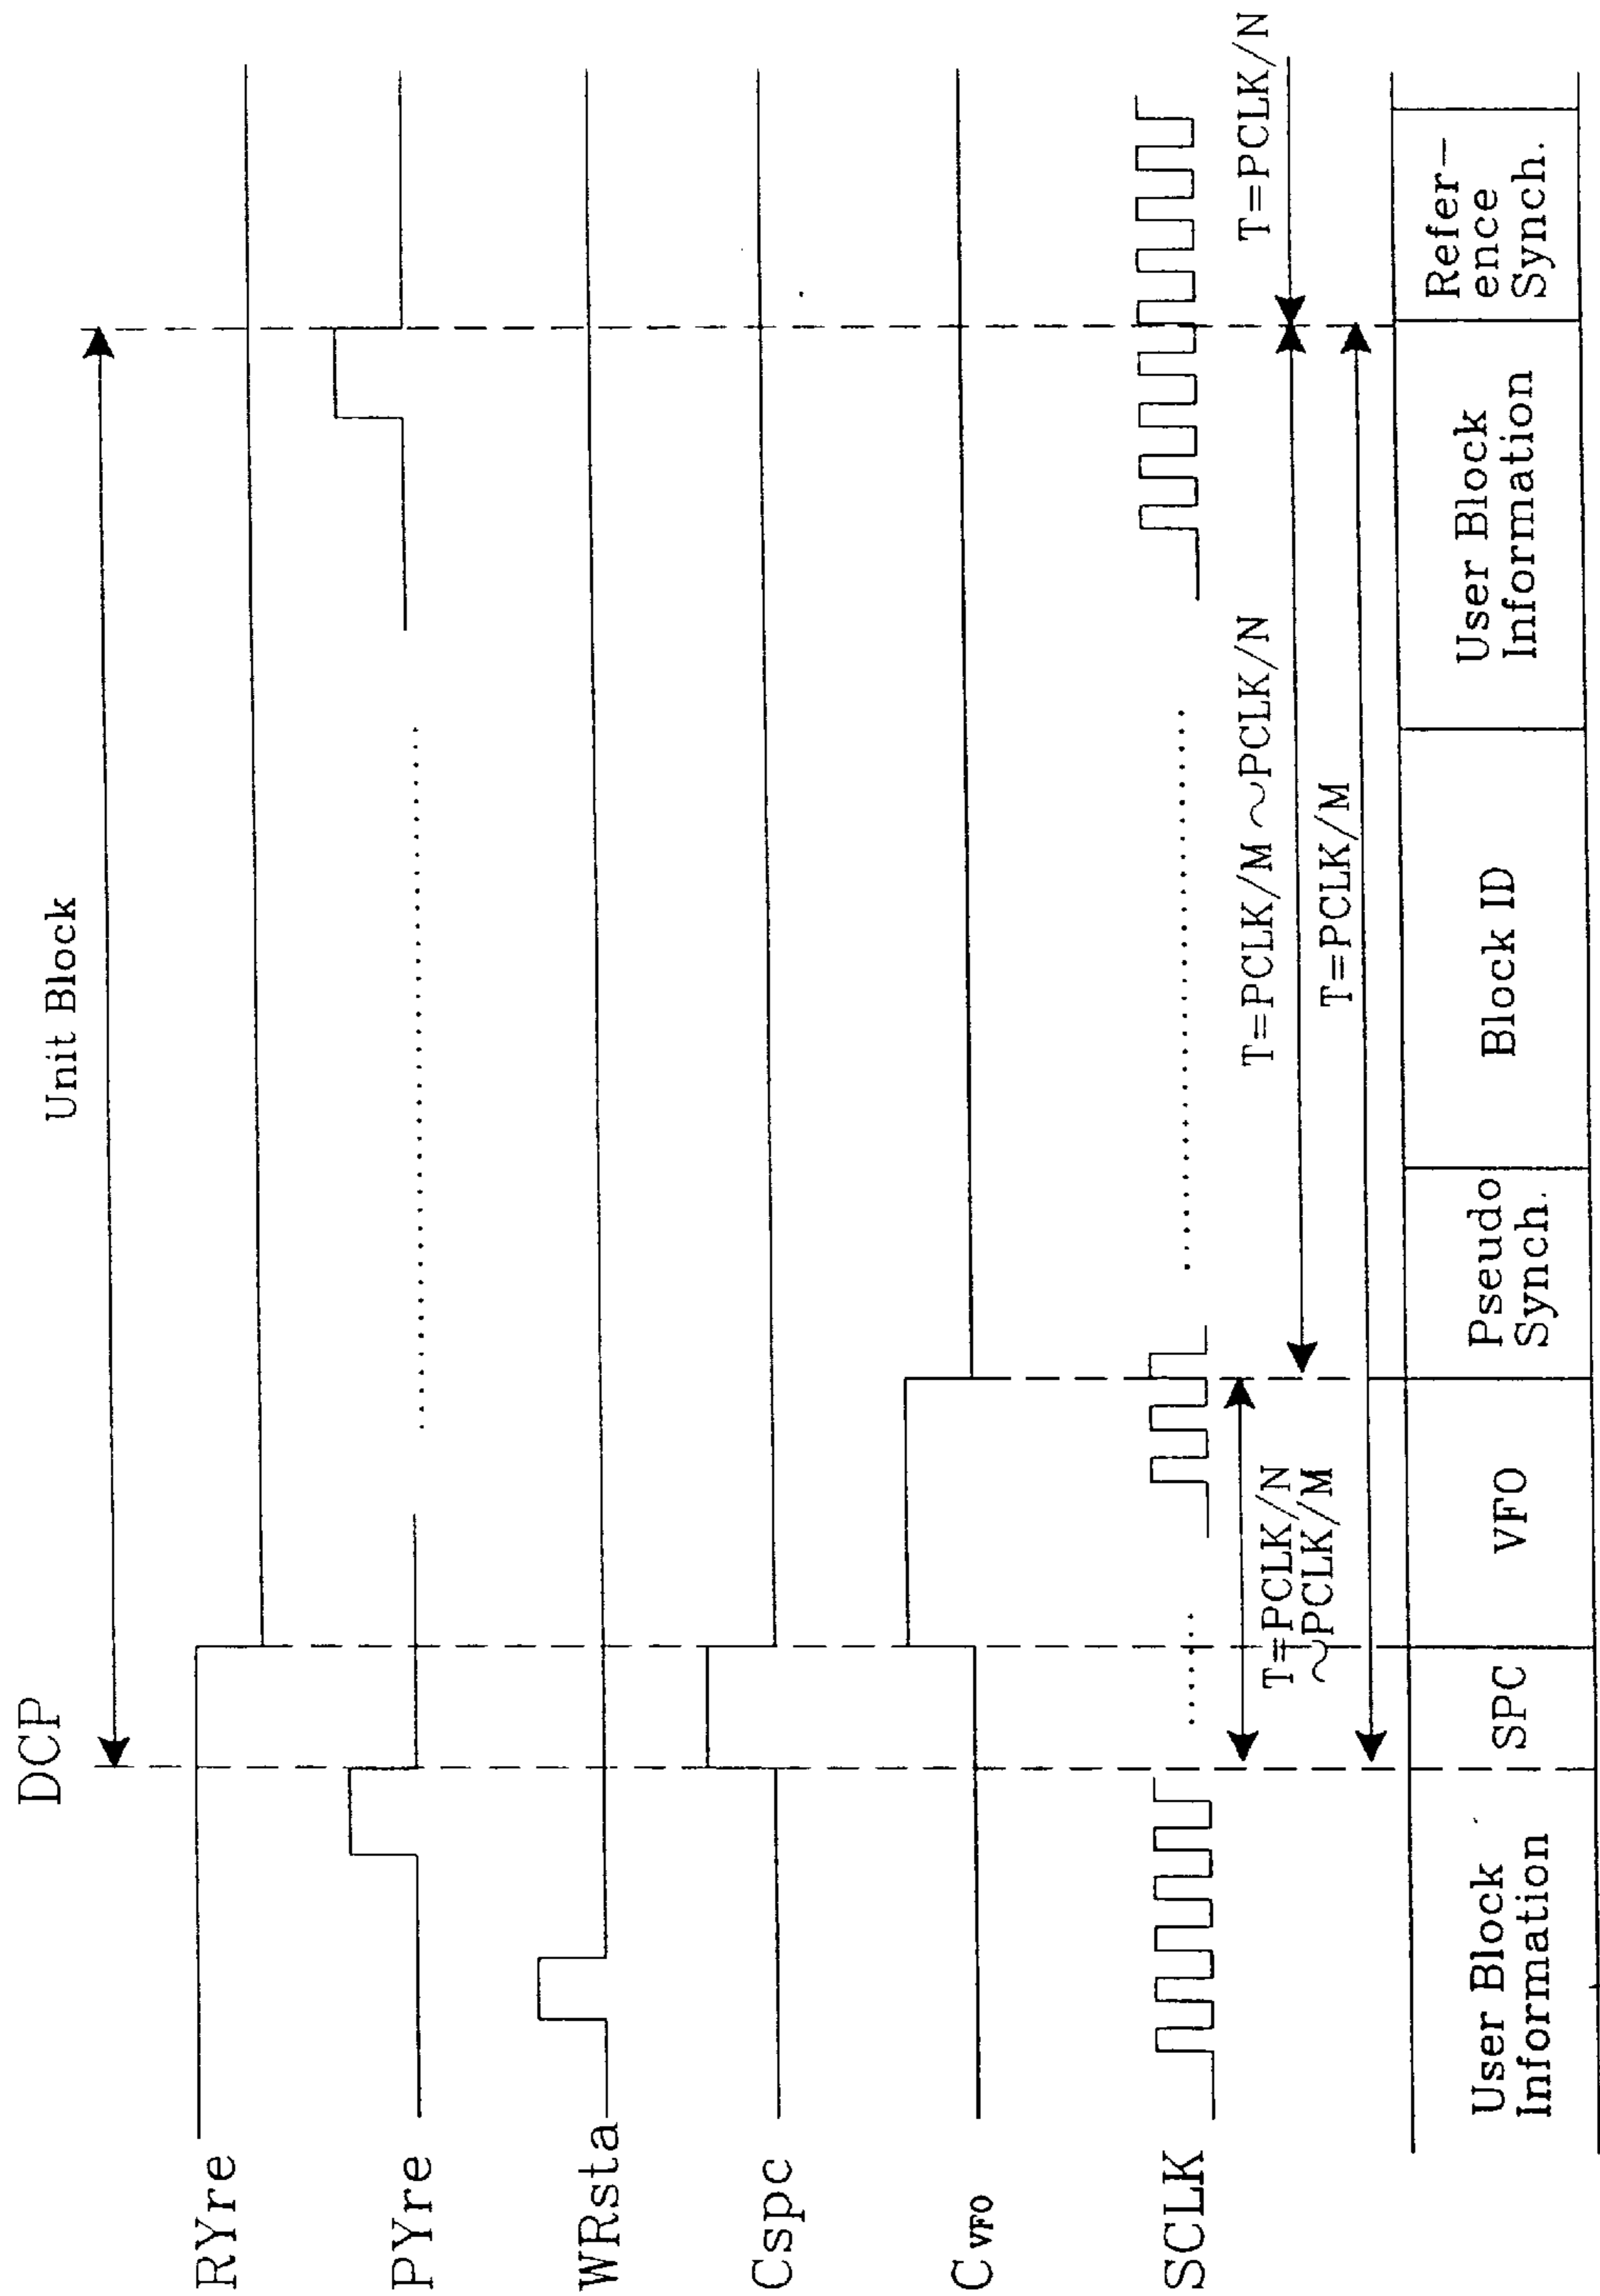 DCP
Unit Block
RYre
PYre
WRsta
Cspc
CVFO
SCLK
T=PCLK/N
T=PCLK/M～PCLK/N
T=PCLK/N
～PCLK/M
T=PCLK/M
User Block
Information
SPC
VFO
Pseudo
Synch.
Block ID
User Block
Information
Refer-
ence
Synch.